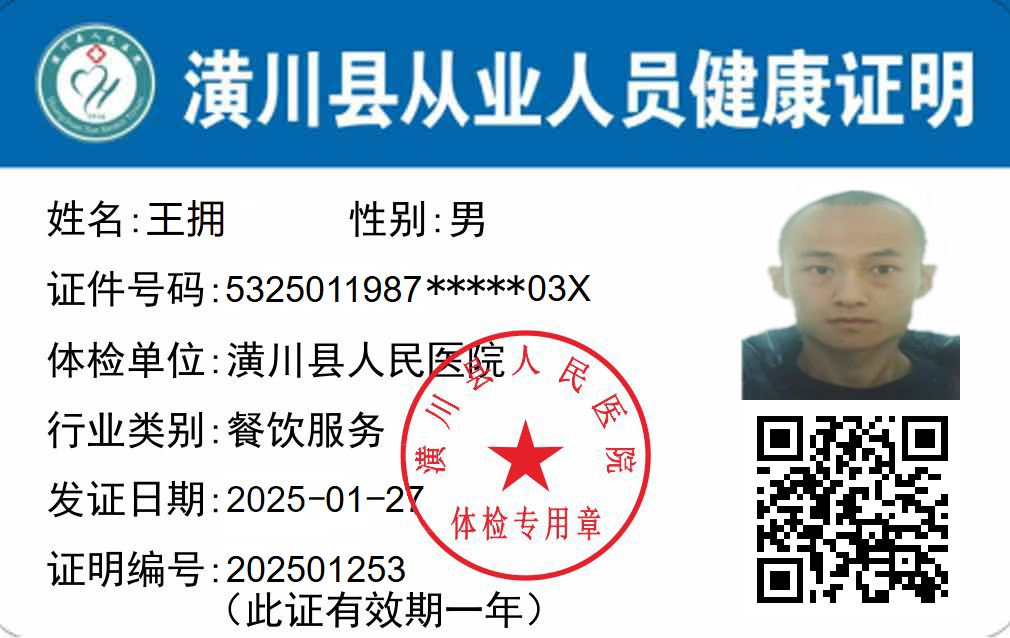 潢川县从业人员健康证明
姓名:王拥 性别:男
证件号码:5325011987*****03X
体检单位:潢川县人民医院
行业类别:餐饮服务
发证日期:2025-01-27
证明编号:202501253
（此证有效期一年）
潢川县人民医院
体检专用章